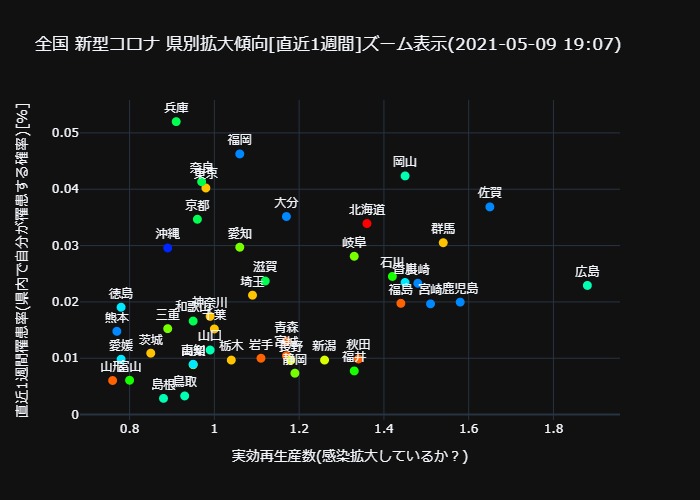 全国 新型コロナ 県別拡大傾向[直近1週間]ズーム表示(2021-05-09 19:07)
直近1週間罹患率(県内で自分が罹患する確率)[%]
0.05
0.04
0.03
0.02
0.01
0
兵庫
福岡
岡山
奈良
東京
佐賀
京都
大分
北海道
沖縄
愛知
群馬
岐阜
滋賀
石川
香川
長崎
広島
埼玉
徳島
和歌山
神奈川
福島
宮崎
鹿児島
熊本
三重
千葉
青森
愛媛
茨城
山口
栃木
岩手
宮城
長野
新潟
秋田
福井
静岡
山形
富山
島根
鳥取
0.8
1
1.2
1.4
1.6
1.8
実効再生産数(感染拡大しているか？)